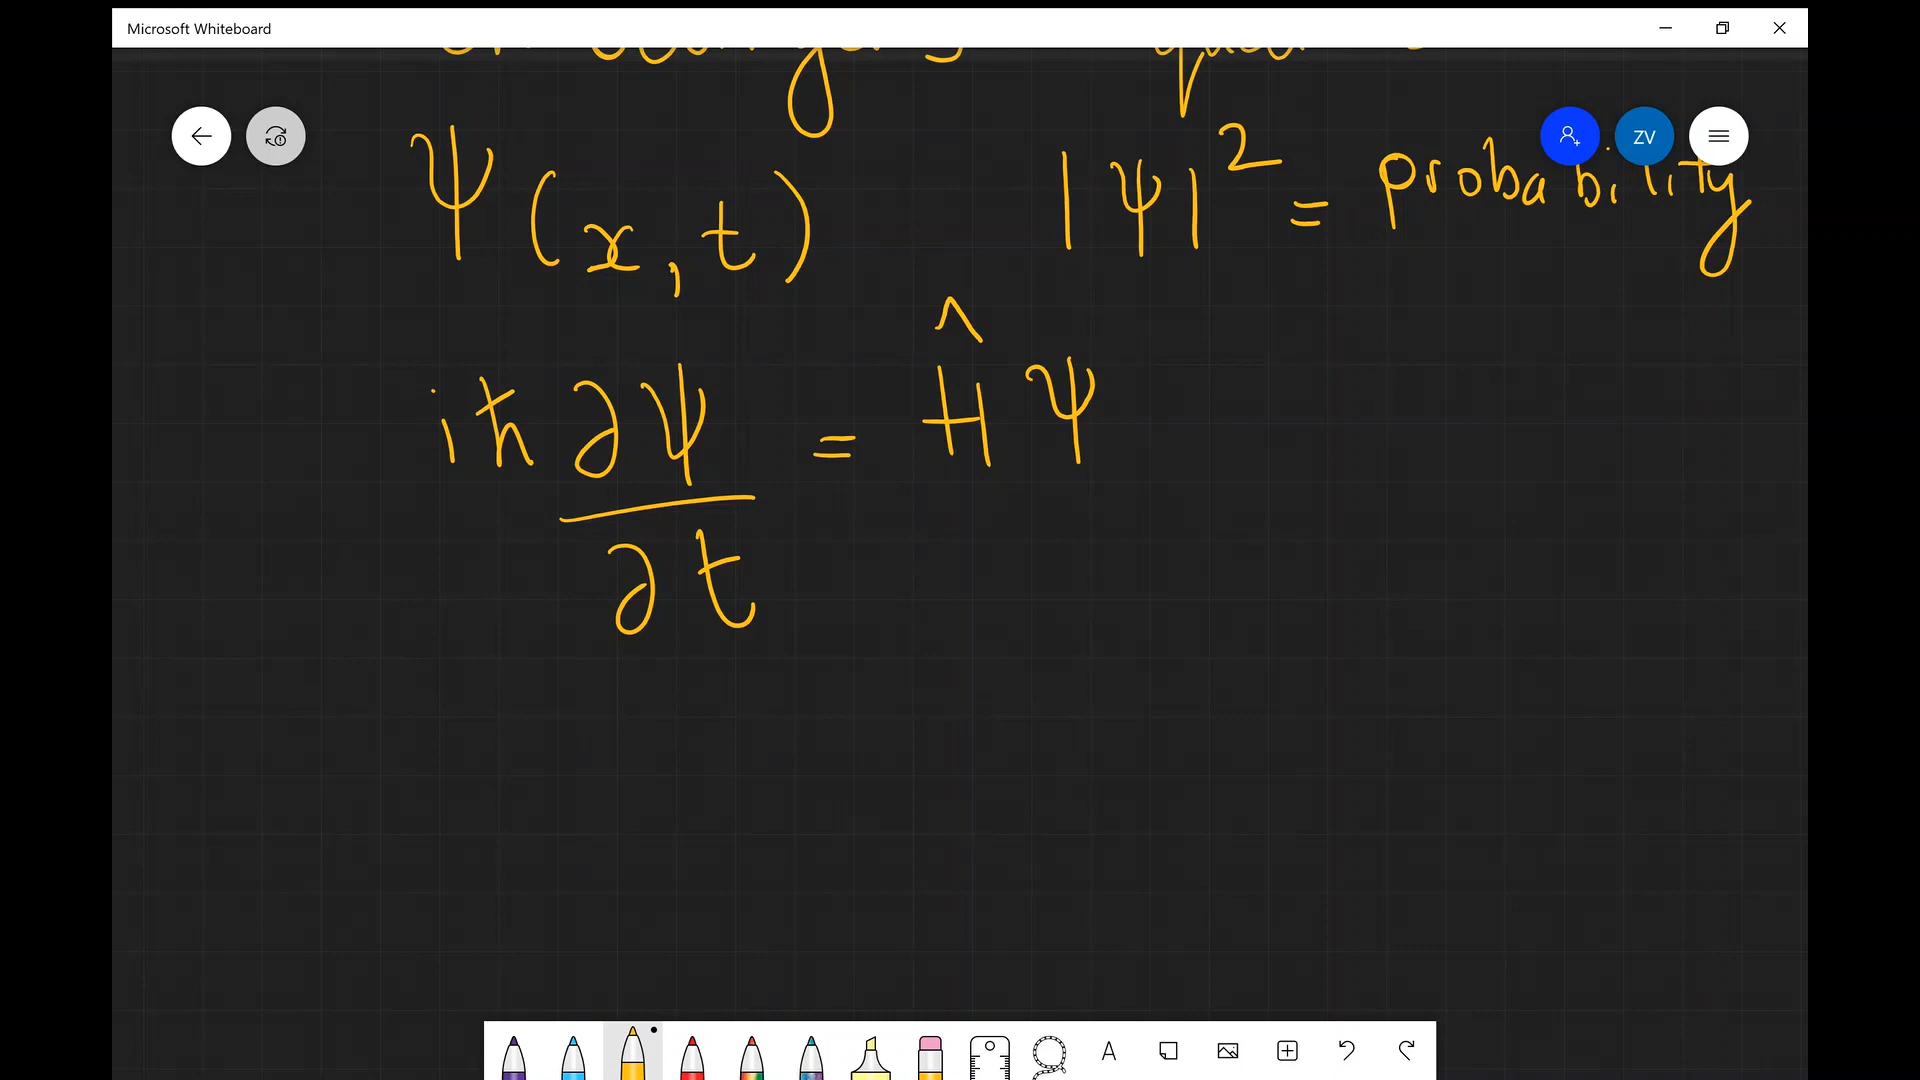 Microsoft Whiteboard
ZV
Ψ(x,t) |ψ|² = probability
iħ ∂ψ/∂t = Ĥψ
A